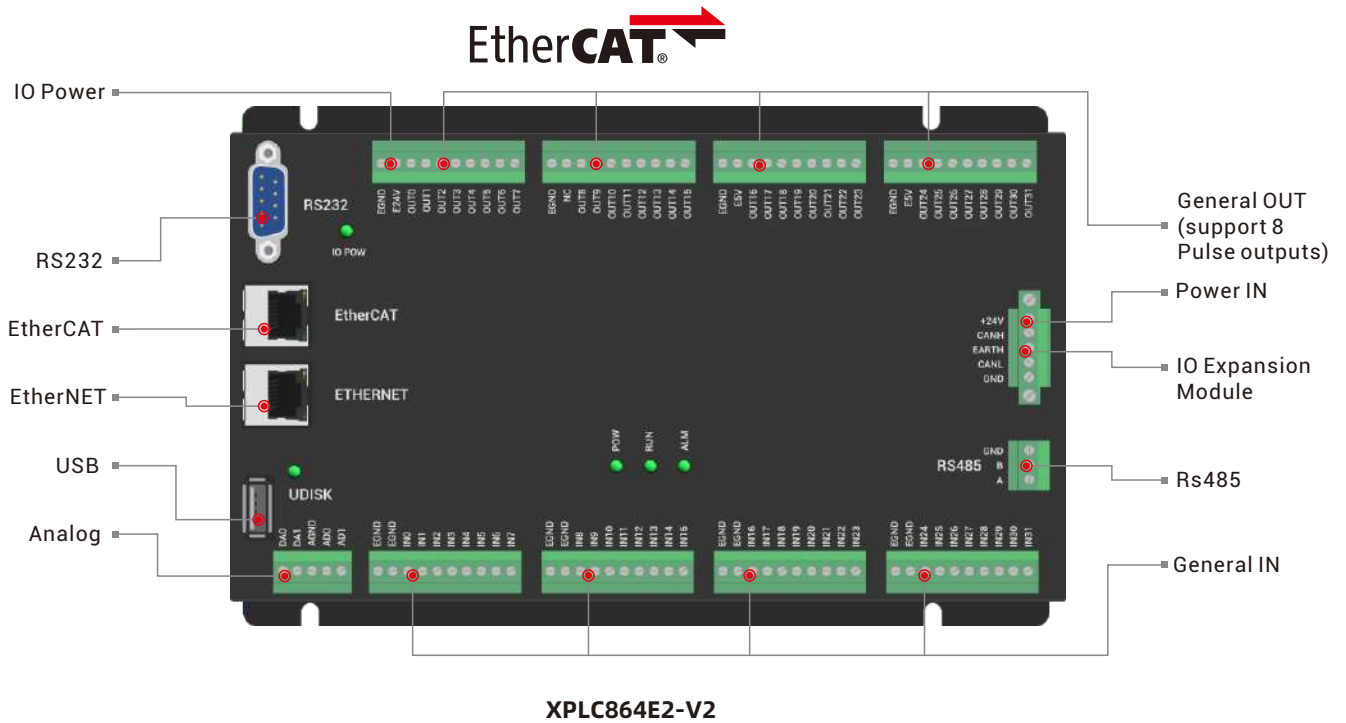 EtherCAT®
IO Power
RS232
EtherCAT
EtherNET
USB
Analog
EGND
E24V
OUT0
OUT1
OUT2
OUT3
OUT4
OUT5
OUT6
OUT7
EGND
NC
OUT8
OUT9
OUT10
OUT11
OUT12
OUT13
OUT14
OUT15
EGND
E5V
OUT16
OUT17
OUT18
OUT19
OUT20
OUT21
OUT22
OUT23
EGND
E5V
OUT24
OUT25
OUT26
OUT27
OUT28
OUT29
OUT30
OUT31
RS232
IO POW
EtherCAT
ETHERNET
UDISK
POW
RUN
ALM
+24V
CANH
EARTH
CANL
GND
RS485
GND
B
A
DA0
DA1
AGND
AD0
AD1
EGND
EGND
IN0
IN1
IN2
IN3
IN4
IN5
IN6
IN7
EGND
EGND
IN8
IN9
IN10
IN11
IN12
IN13
IN14
IN15
EGND
EGND
IN16
IN17
IN18
IN19
IN20
IN21
IN22
IN23
EGND
EGND
IN24
IN25
IN26
IN27
IN28
IN29
IN30
IN31
General OUT
(support 8
Pulse outputs)
Power IN
IO Expansion
Module
Rs485
General IN
XPLC864E2-V2